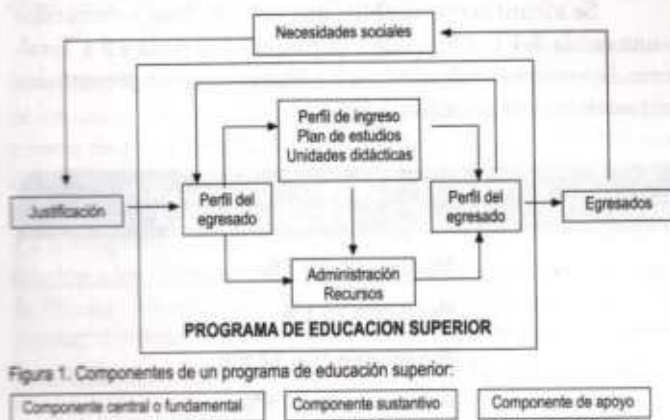 Necesidades sociales
Perfil de ingreso
Plan de estudios
Unidades didácticas
Justificación
Perfil del
egresado
Perfil del
egresado
Egresados
Administración
Recursos
PROGRAMA DE EDUCACION SUPERIOR
Figura 1. Componentes de un programa de educación superior:
Componente central o fundamental
Componente sustantivo
Componente de apoyo